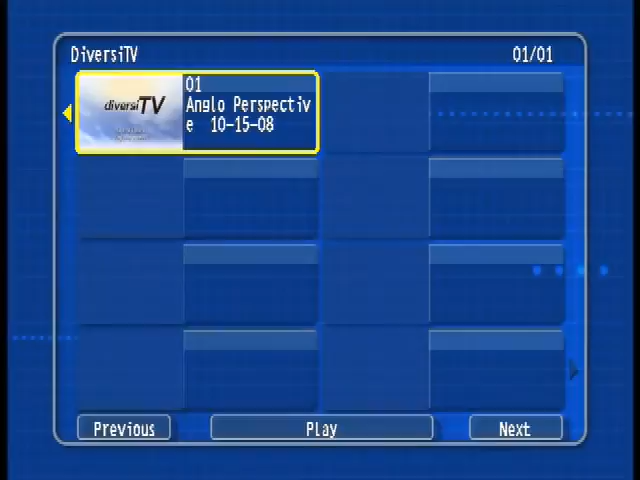 DiversiTV
01/01
diversiTV
01
Anglo Perspectiv
e 10-15-08
Previous
Play
Next